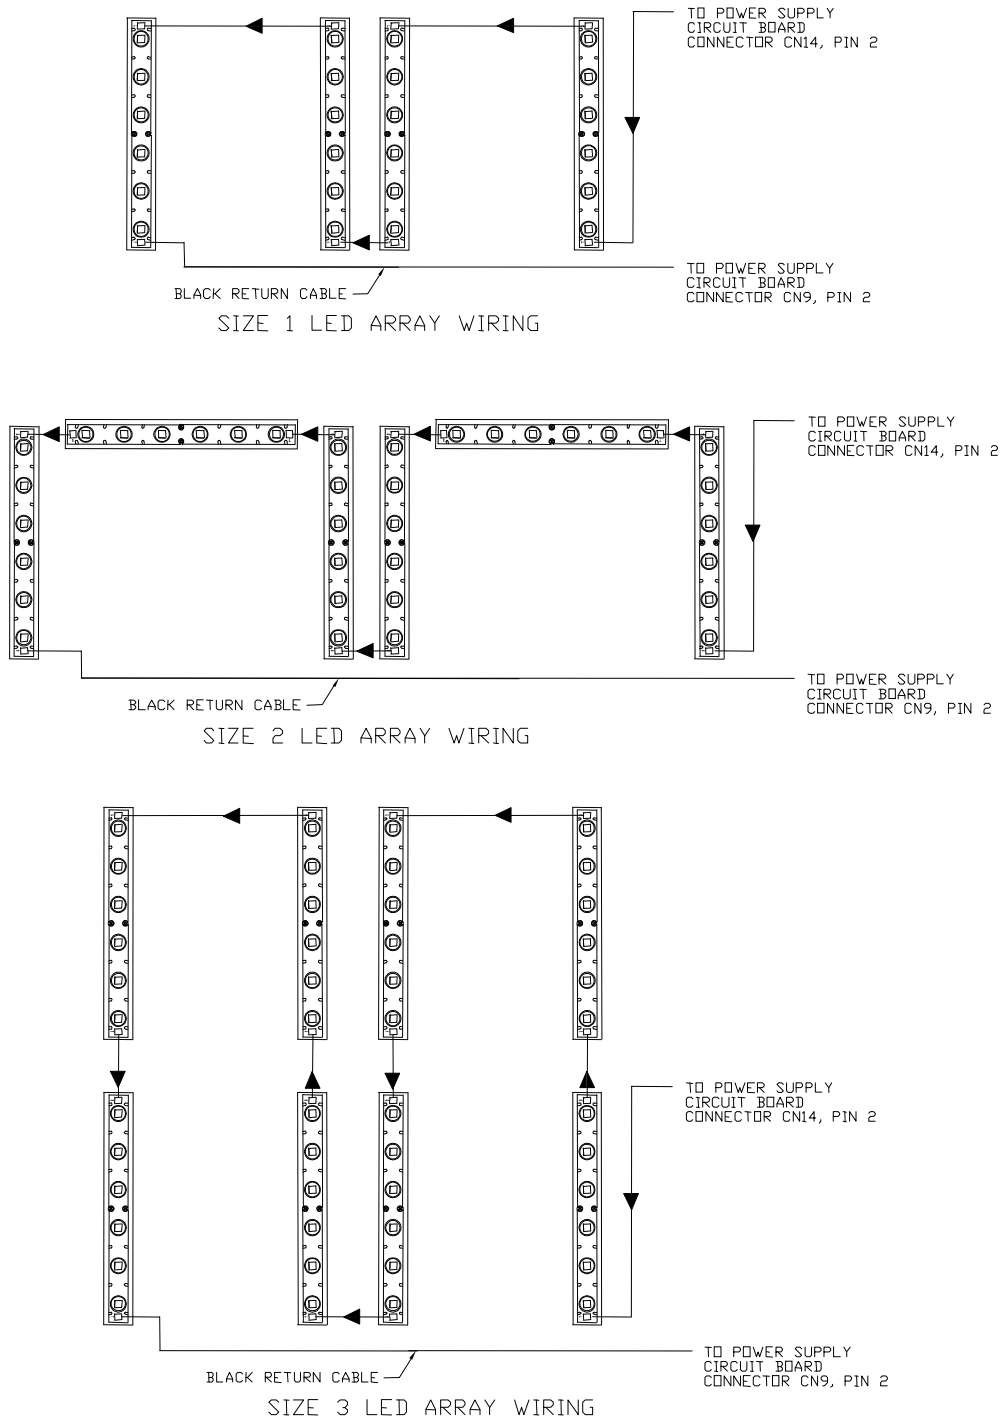 TO POWER SUPPLY
CIRCUIT BOARD
CONNECTOR CN14, PIN 2
TO POWER SUPPLY
CIRCUIT BOARD
CONNECTOR CN9, PIN 2
BLACK RETURN CABLE
SIZE 1 LED ARRAY WIRING
TO POWER SUPPLY
CIRCUIT BOARD
CONNECTOR CN14, PIN 2
TO POWER SUPPLY
CIRCUIT BOARD
CONNECTOR CN9, PIN 2
BLACK RETURN CABLE
SIZE 2 LED ARRAY WIRING
TO POWER SUPPLY
CIRCUIT BOARD
CONNECTOR CN14, PIN 2
TO POWER SUPPLY
CIRCUIT BOARD
CONNECTOR CN9, PIN 2
BLACK RETURN CABLE
SIZE 3 LED ARRAY WIRING